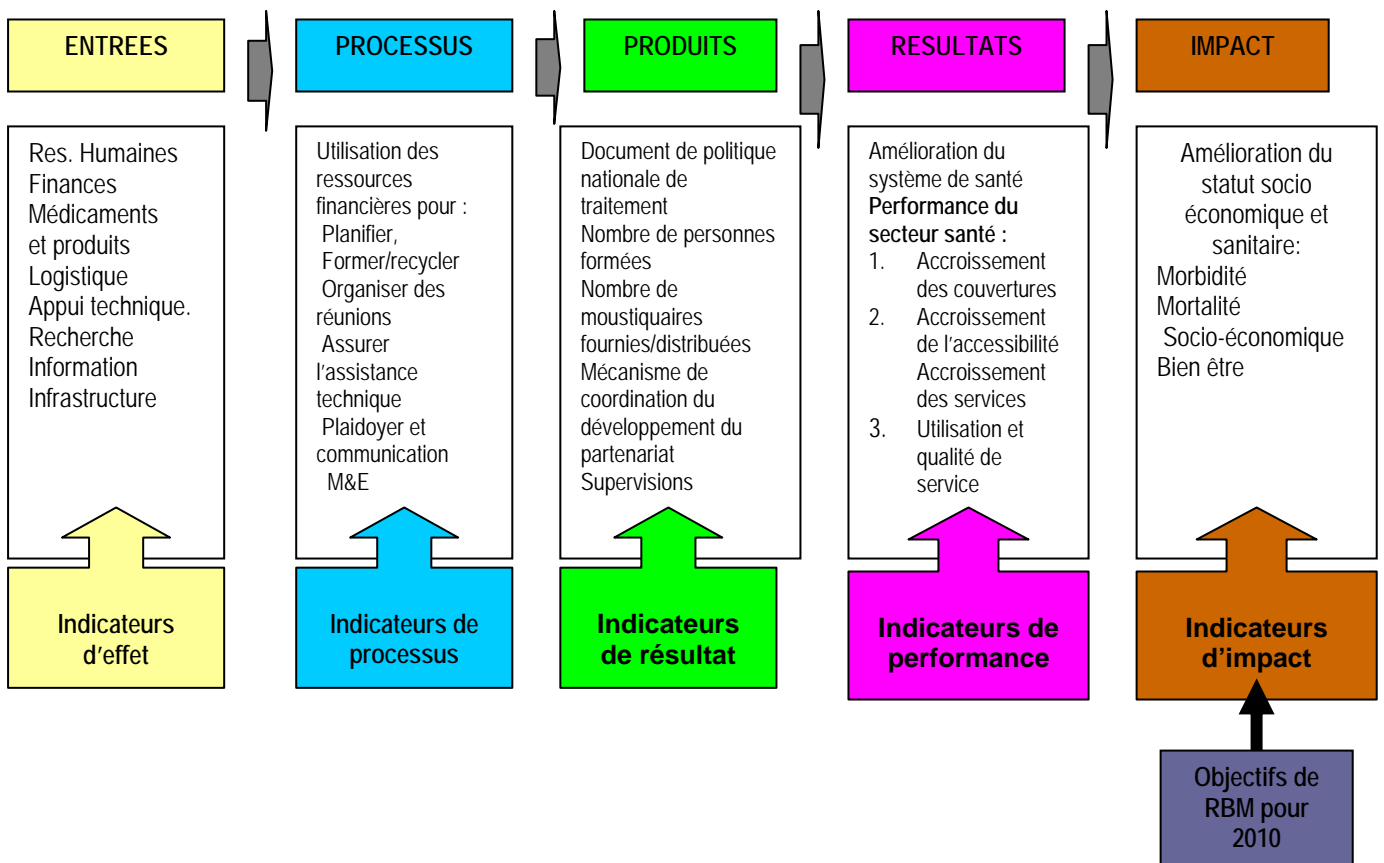 ENTREES
PROCESSUS
PRODUITS
RESULTATS
IMPACT
Res. Humaines
Finances
Médicaments
et produits
Logistique
Appui technique.
Recherche
Information
Infrastructure
Utilisation des
ressources
financières pour :
Planifier,
Former/recycler
Organiser des
réunions
Assurer
l'assistance
technique
Plaidoyer et
communication
M&E
Document de politique
nationale de
traitement
Nombre de personnes
formées
Nombre de
moustiquaires
fournies/distribuées
Mécanisme de
coordination du
développement du
partenariat
Supervisions
Amélioration du
système de santé
Performance du
secteur santé :
1. Accroissement
des couvertures
2. Accroissement
de l'accessibilité
Accroissement
des services
3. Utilisation et
qualité de
service
Amélioration du
statut socio
économique et
sanitaire:
Morbidité
Mortalité
Socio-économique
Bien être
Indicateurs
d'effet
Indicateurs de
processus
Indicateurs
de résultat
Indicateurs de
performance
Indicateurs
d'impact
Objectifs de
RBM pour
2010